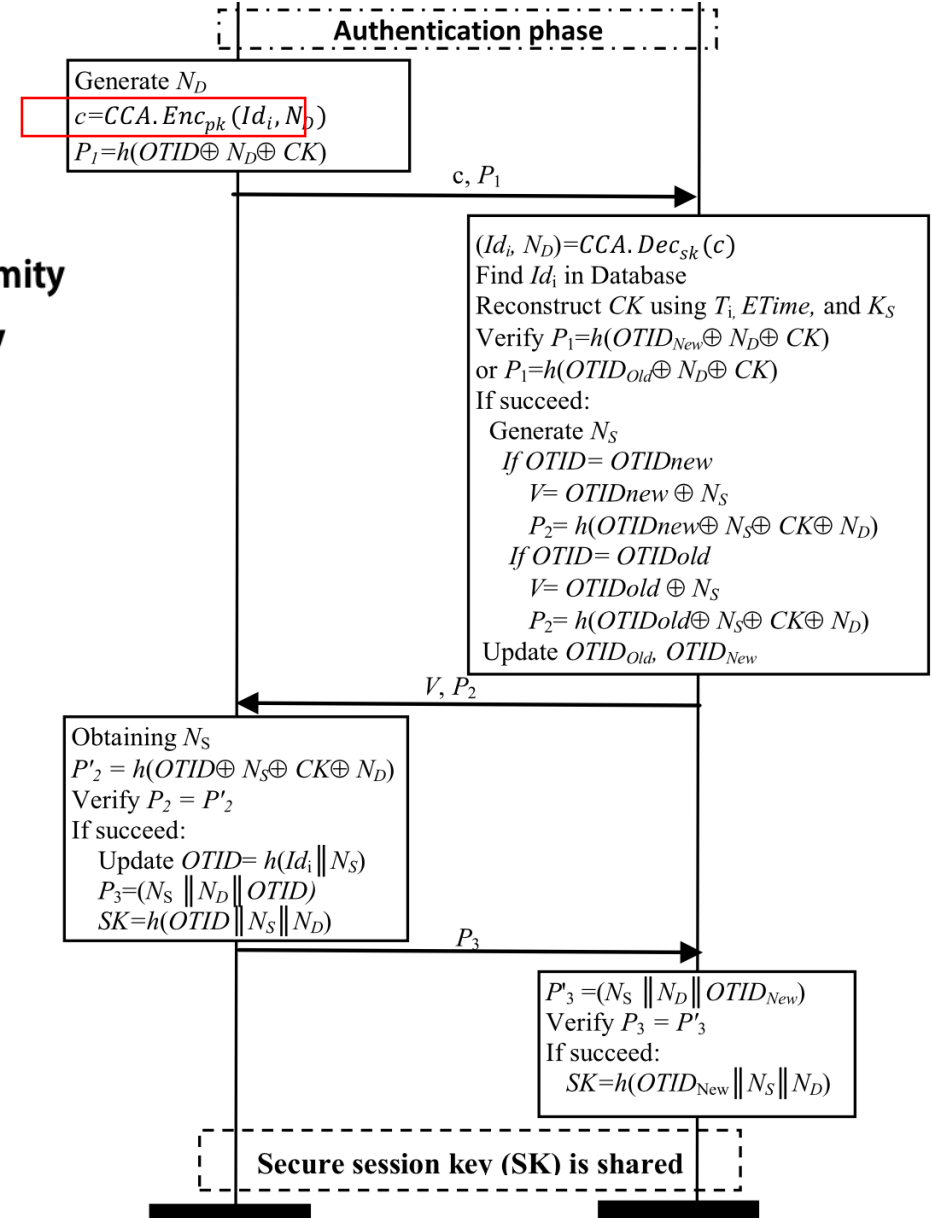 Authentication phase
Generate N_D
c=CCA.Enc_pk(Id_i, N_D)
P_1=h(OTID⊕ N_D⊕ CK)
c, P_1
(Id_i, N_D)=CCA.Dec_sk(c)
Find Id_i in Database
mity
Reconstruct CK using T_i, ETime, and K_S
Verify P_1=h(OTID_New⊕ N_D⊕ CK)
or P_1=h(OTID_Old⊕ N_D⊕ CK)
If succeed:
Generate N_S
If OTID= OTIDnew
V= OTIDnew ⊕ N_S
P_2= h(OTIDnew⊕ N_S⊕ CK⊕ N_D)
If OTID= OTIDold
V= OTIDold ⊕ N_S
P_2= h(OTIDold⊕ N_S⊕ CK⊕ N_D)
Update OTID_Old, OTID_New
V, P_2
Obtaining N_S
P'_2 = h(OTID⊕ N_S⊕ CK⊕ N_D)
Verify P_2 = P'_2
If succeed:
Update OTID= h(Id_i‖N_S)
P_3=(N_S ‖N_D‖OTID)
SK=h(OTID‖N_S‖N_D)
P_3
P'_3 =(N_S ‖N_D‖OTID_New)
Verify P_3 = P'_3
If succeed:
SK=h(OTID_New‖N_S‖N_D)
Secure session key (SK) is shared